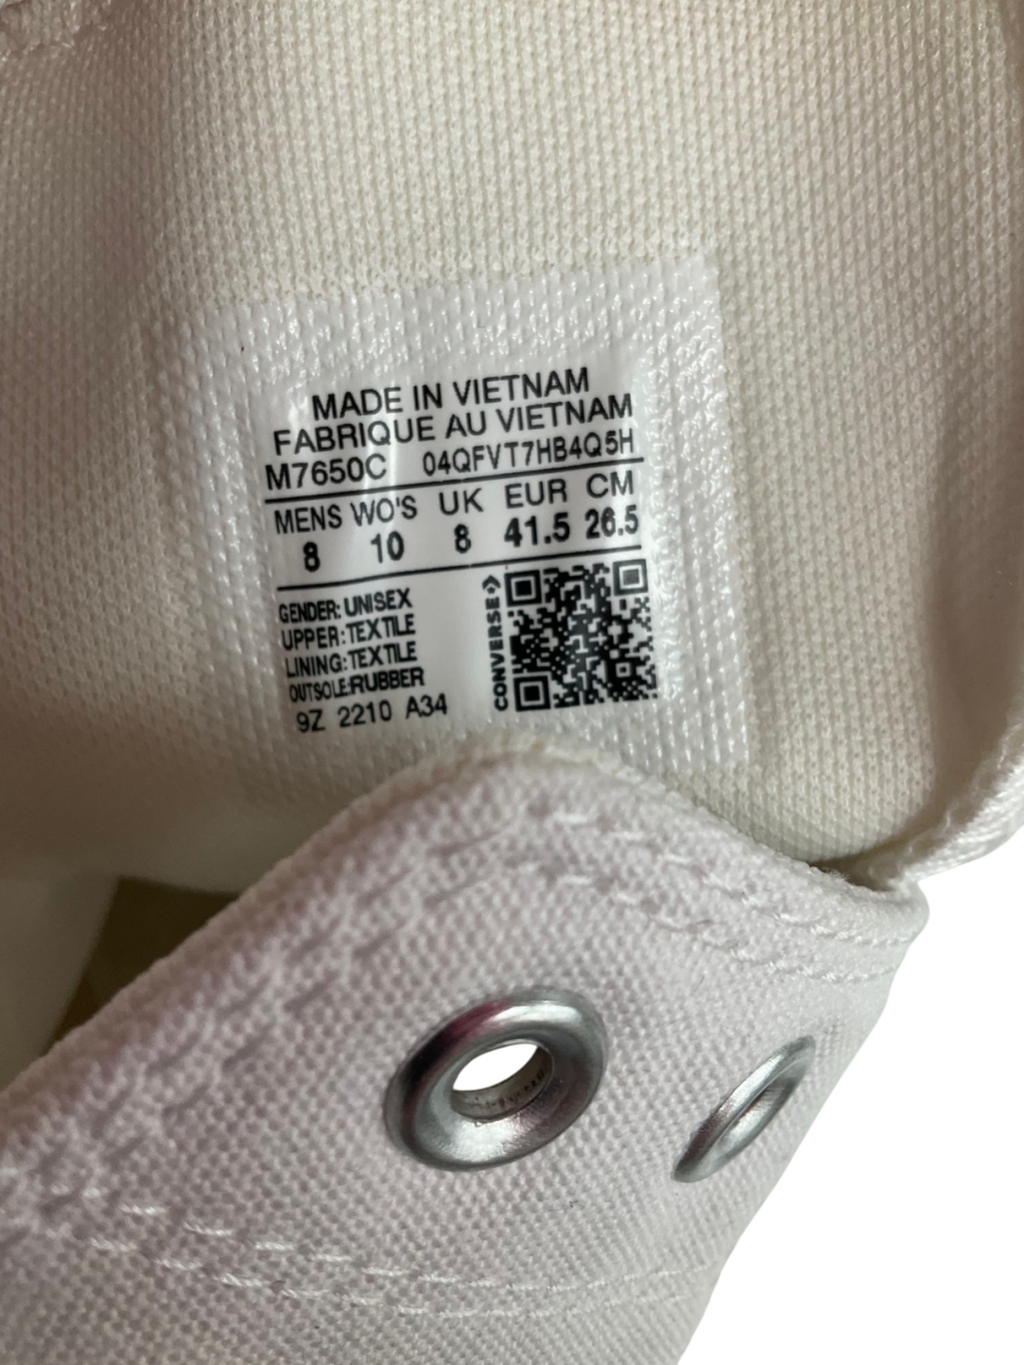 MADE IN VIETNAM
FABRIQUE AU VIETNAM
M7650C 04QFVT7HB4Q5H
MENS WO'S UK EUR CM
8 10 8 41.5 26.5
GENDER: UNISEX
UPPER:TEXTILE
LINING:TEXTILE
OUTSOLE:RUBBER
9Z 2210 A34
CONVERSE